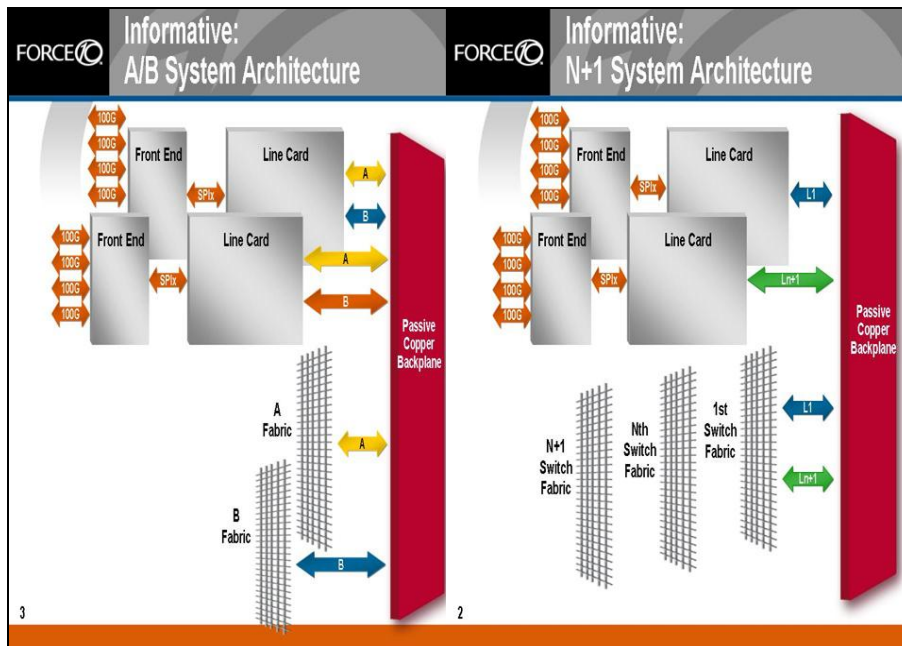 FORCE10
Informative:
A/B System Architecture
100G
100G
100G
100G
Front End
SPIx
Line Card
A
B
100G
100G
100G
100G
Front End
SPIx
Line Card
A
B
Passive
Copper
Backplane
A
Fabric
A
B
Fabric
B
3
FORCE10
Informative:
N+1 System Architecture
100G
100G
100G
100G
Front End
SPIx
Line Card
L1
100G
100G
100G
100G
Front End
SPIx
Line Card
Ln+1
Passive
Copper
Backplane
N+1
Switch
Fabric
Nth
Switch
Fabric
1st
Switch
Fabric
L1
Ln+1
2